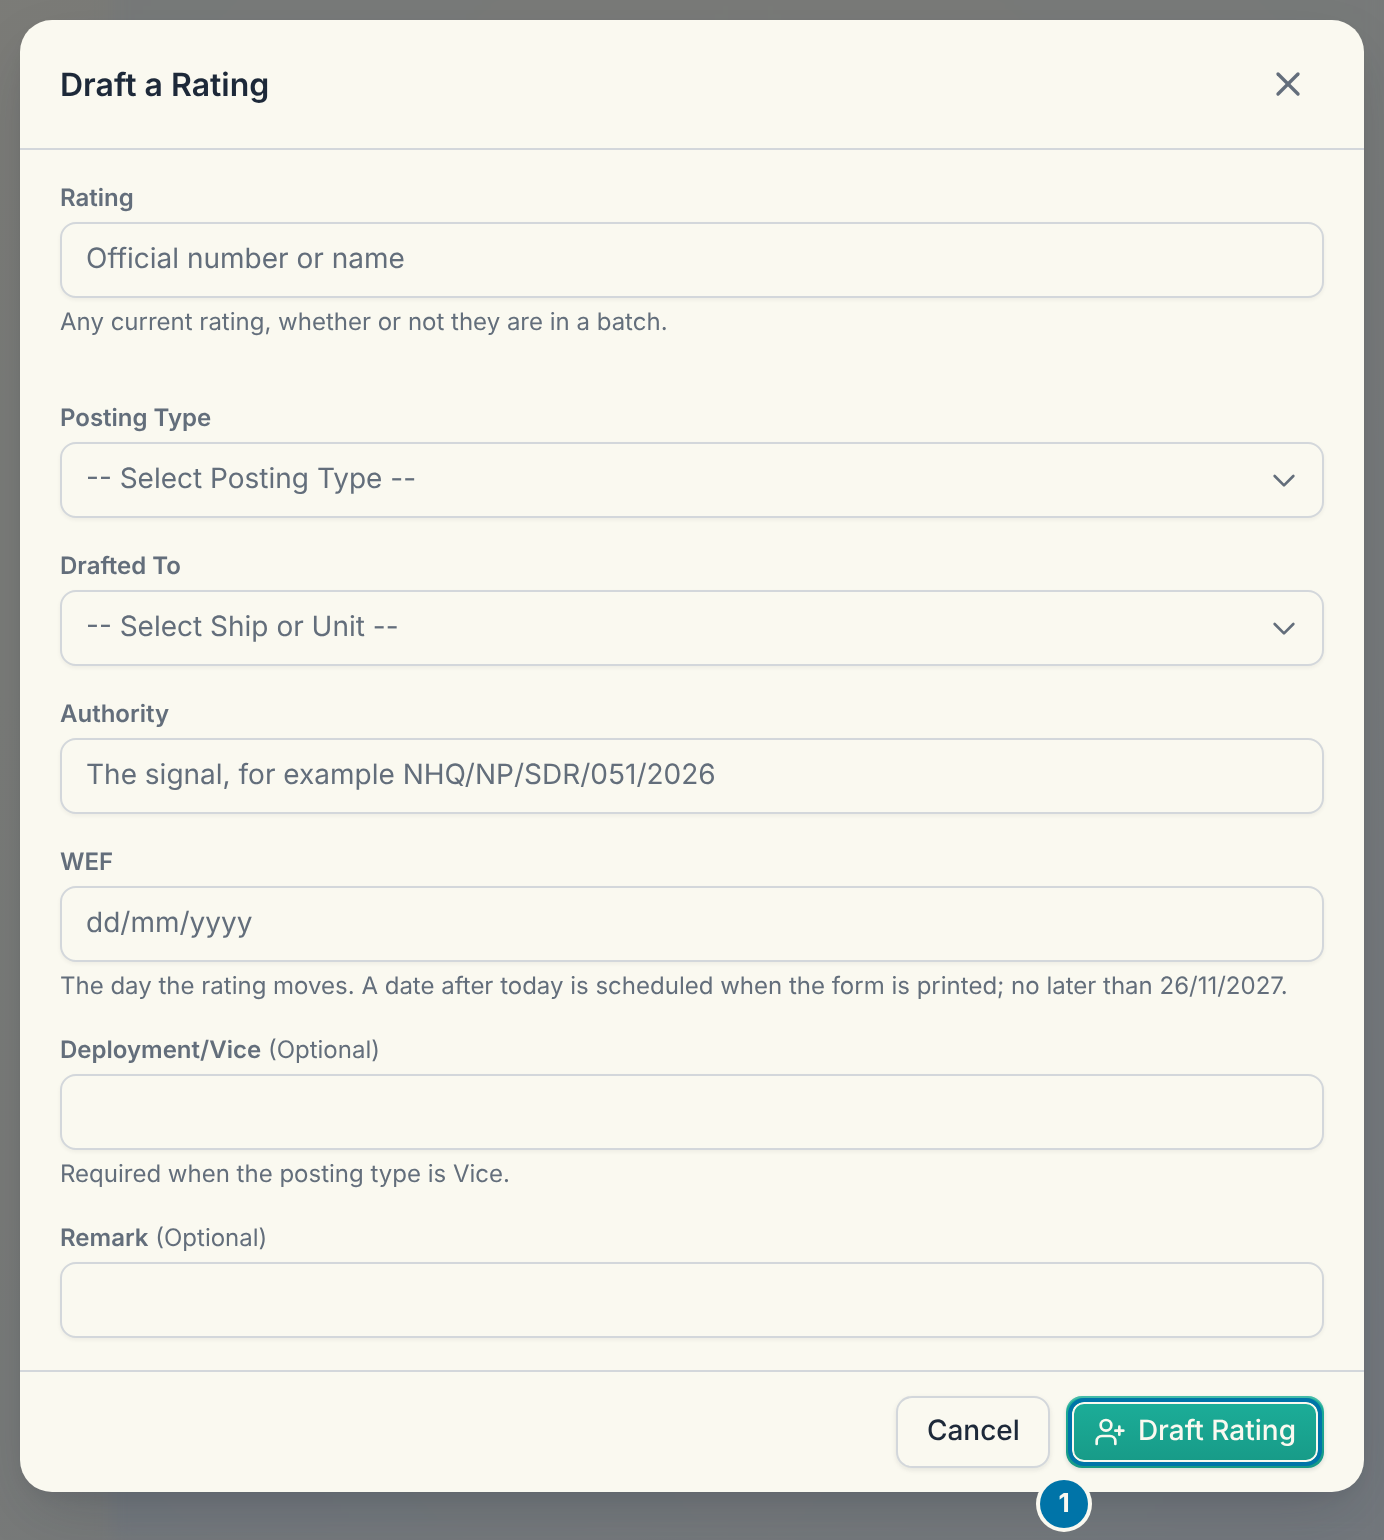 Draft a Rating
Rating
Official number or name
Any current rating, whether or not they are in a batch.
Posting Type
-- Select Posting Type --
Drafted To
-- Select Ship or Unit --
Authority
The signal, for example NHQ/NP/SDR/051/2026
WEF
dd/mm/yyyy
The day the rating moves. A date after today is scheduled when the form is printed; no later than 26/11/2027.
Deployment/Vice (Optional)
Required when the posting type is Vice.
Remark (Optional)
Cancel
Draft Rating
1